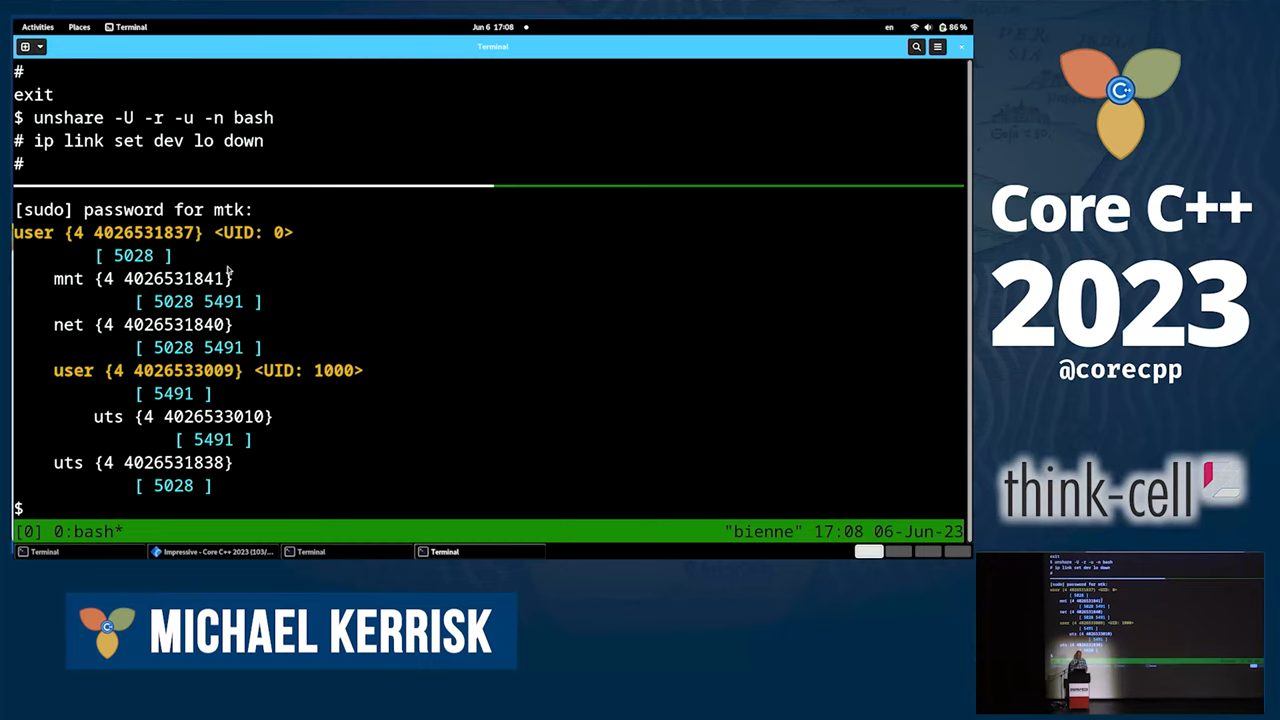 Activities Places Terminal Jun 6 17:08 en 86 %
Terminal
#
exit
$ unshare -U -r -u -n bash
# ip link set dev lo down
#
[sudo] password for mtk:
user {4 4026531837} <UID: 0>
[ 5028 ]
mnt {4 4026531841}
[ 5028 5491 ]
net {4 4026531840}
[ 5028 5491 ]
user {4 4026533009} <UID: 1000>
[ 5491 ]
uts {4 4026533010}
[ 5491 ]
uts {4 4026531838}
[ 5028 ]
$
[0] 0:bash* "bienne" 17:08 06-Jun-23
Terminal Impressive - Core C++ 2023 (103/... Terminal Terminal
MICHAEL KERRISK
C++
Core C++
2023
@corecpp
think-cell